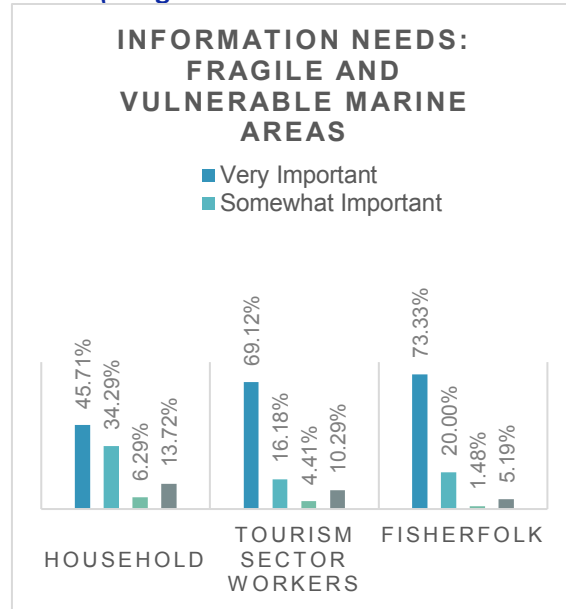 INFORMATION NEEDS:
FRAGILE AND
VULNERABLE MARINE
AREAS
Very Important
Somewhat Important
45.71%
34.29%
6.29%
13.72%
69.12%
16.18%
4.41%
10.29%
73.33%
20.00%
1.48%
5.19%
HOUSEHOLD
TOURISM
SECTOR
WORKERS
FISHERFOLK